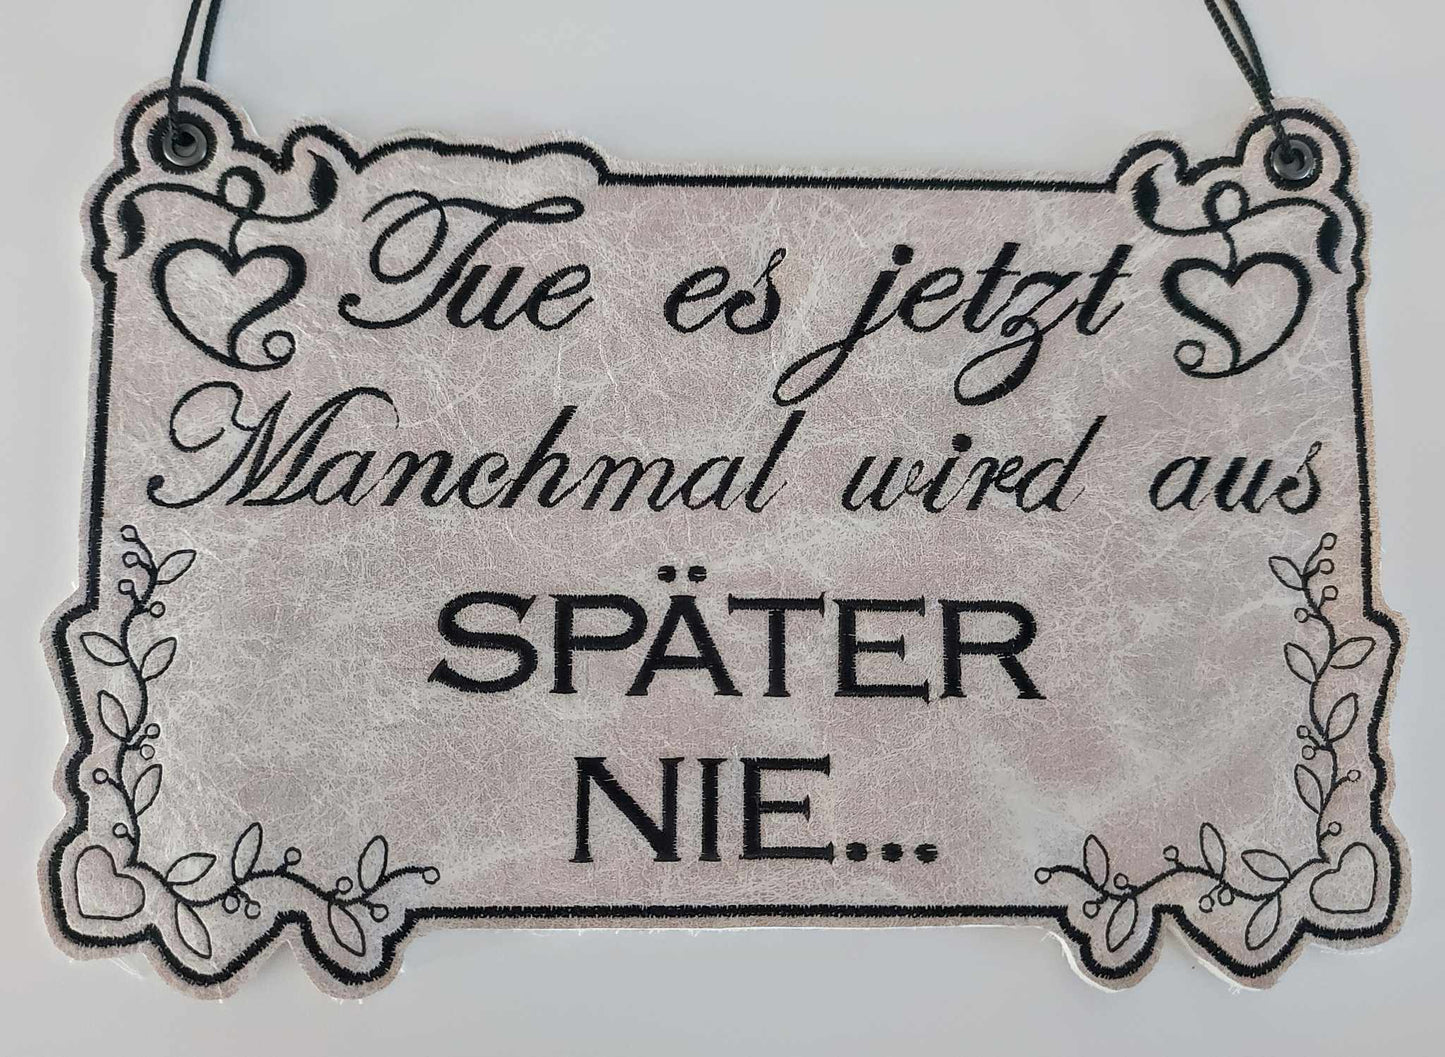 Tue es jetzt
Manchmal wird aus
SPÄTER
NIE...